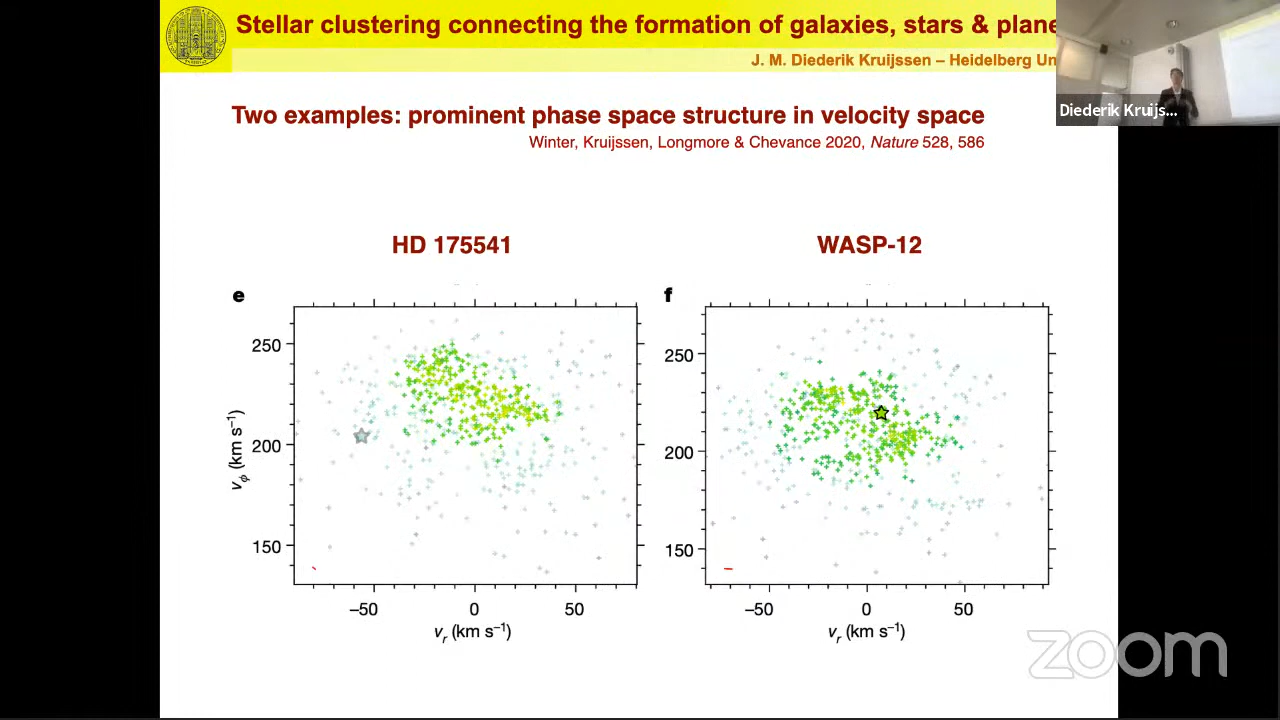 Stellar clustering connecting the formation of galaxies, stars & plane
J. M. Diederik Kruijssen – Heidelberg Un
Diederik Kruijs...
Two examples: prominent phase space structure in velocity space
Winter, Kruijssen, Longmore & Chevance 2020, Nature 528, 586
HD 175541
WASP-12
e
f
250
200
150
vϕ (km s−1)
−50 0 50
vr (km s−1)
250
200
150
−50 0 50
vr (km s−1)
zoom